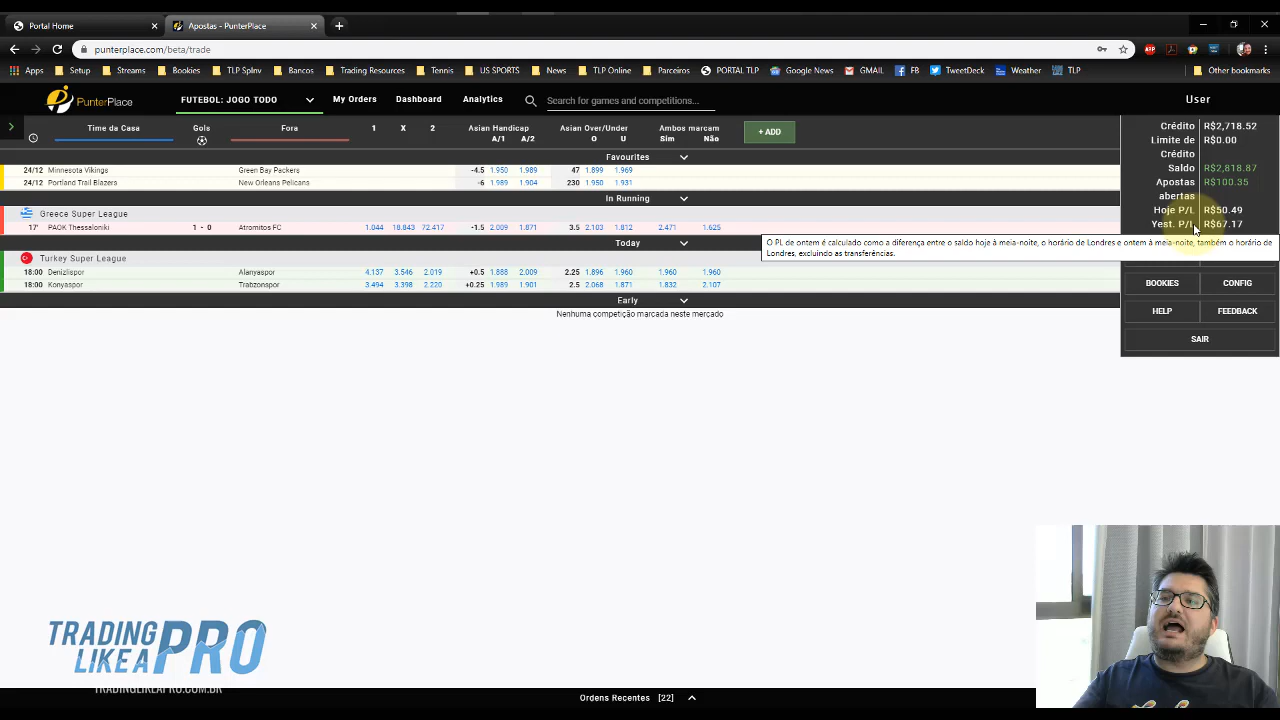 Portal Home
Apostas - PunterPlace
punterplace.com/beta/trade
Apps Setup Streams Bookies TLP SpInv Bancos Trading Resources Tennis US SPORTS News TLP Online Parceiros PORTAL TLP Google News GMAIL FB TweetDeck Weather TLP Other bookmarks
PunterPlace FUTEBOL: JOGO TODO My Orders Dashboard Analytics Search for games and competitions... User
Time da Casa Gols Fora 1 X 2 Asian Handicap Asian Over/Under Ambos marcam + ADD
A/1 A/2 O U Sim Não
Favourites
24/12 Minnesota Vikings Green Bay Packers -4.5 1.950 1.989 47 1.899 1.969
24/12 Portland Trail Blazers New Orleans Pelicans -6 1.989 1.904 230 1.950 1.931
In Running
Greece Super League
17' PAOK Thessaloniki 1 - 0 Atromitos FC 1.044 18.843 72.417 -1.5 2.009 1.871 3.5 2.103 1.812 2.471 1.625
Today
Turkey Super League
18:00 Denizlispor Alanyaspor 4.137 3.546 2.019 +0.5 1.888 2.009 2.25 1.896 1.960 1.960 1.960
18:00 Konyaspor Trabzonspor 3.494 3.398 2.220 +0.25 1.989 1.901 2.5 2.068 1.871 1.832 2.107
Early
Nenhuma competição marcada neste mercado
Crédito R$2,718.52
Limite de R$0.00
Crédito
Saldo R$2,818.87
Apostas R$100.35
abertas
Hoje P/L R$50.49
Yest. P/L R$67.17
O PL de ontem é calculado como a diferença entre o saldo hoje à meia-noite, o horário de Londres e ontem à meia-noite, também o horário de
Londres, excluindo as transferências.
BOOKIES CONFIG
HELP FEEDBACK
SAIR
TRADING
LIKE A
PRO
TRADINGLIKEAPRO.COM.BR
Ordens Recentes [22]